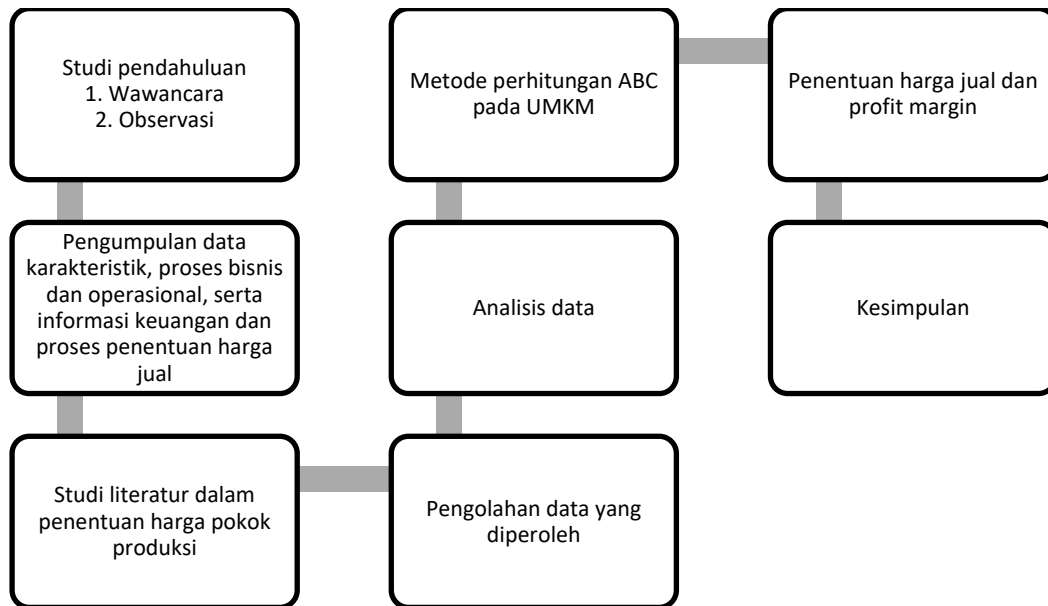 Studi pendahuluan
1. Wawancara
2. Observasi
Pengumpulan data
karakteristik, proses bisnis
dan operasional, serta
informasi keuangan dan
proses penentuan harga
jual
Studi literatur dalam
penentuan harga pokok
produksi
Pengolahan data yang
diperoleh
Analisis data
Metode perhitungan ABC
pada UMKM
Penentuan harga jual dan
profit margin
Kesimpulan